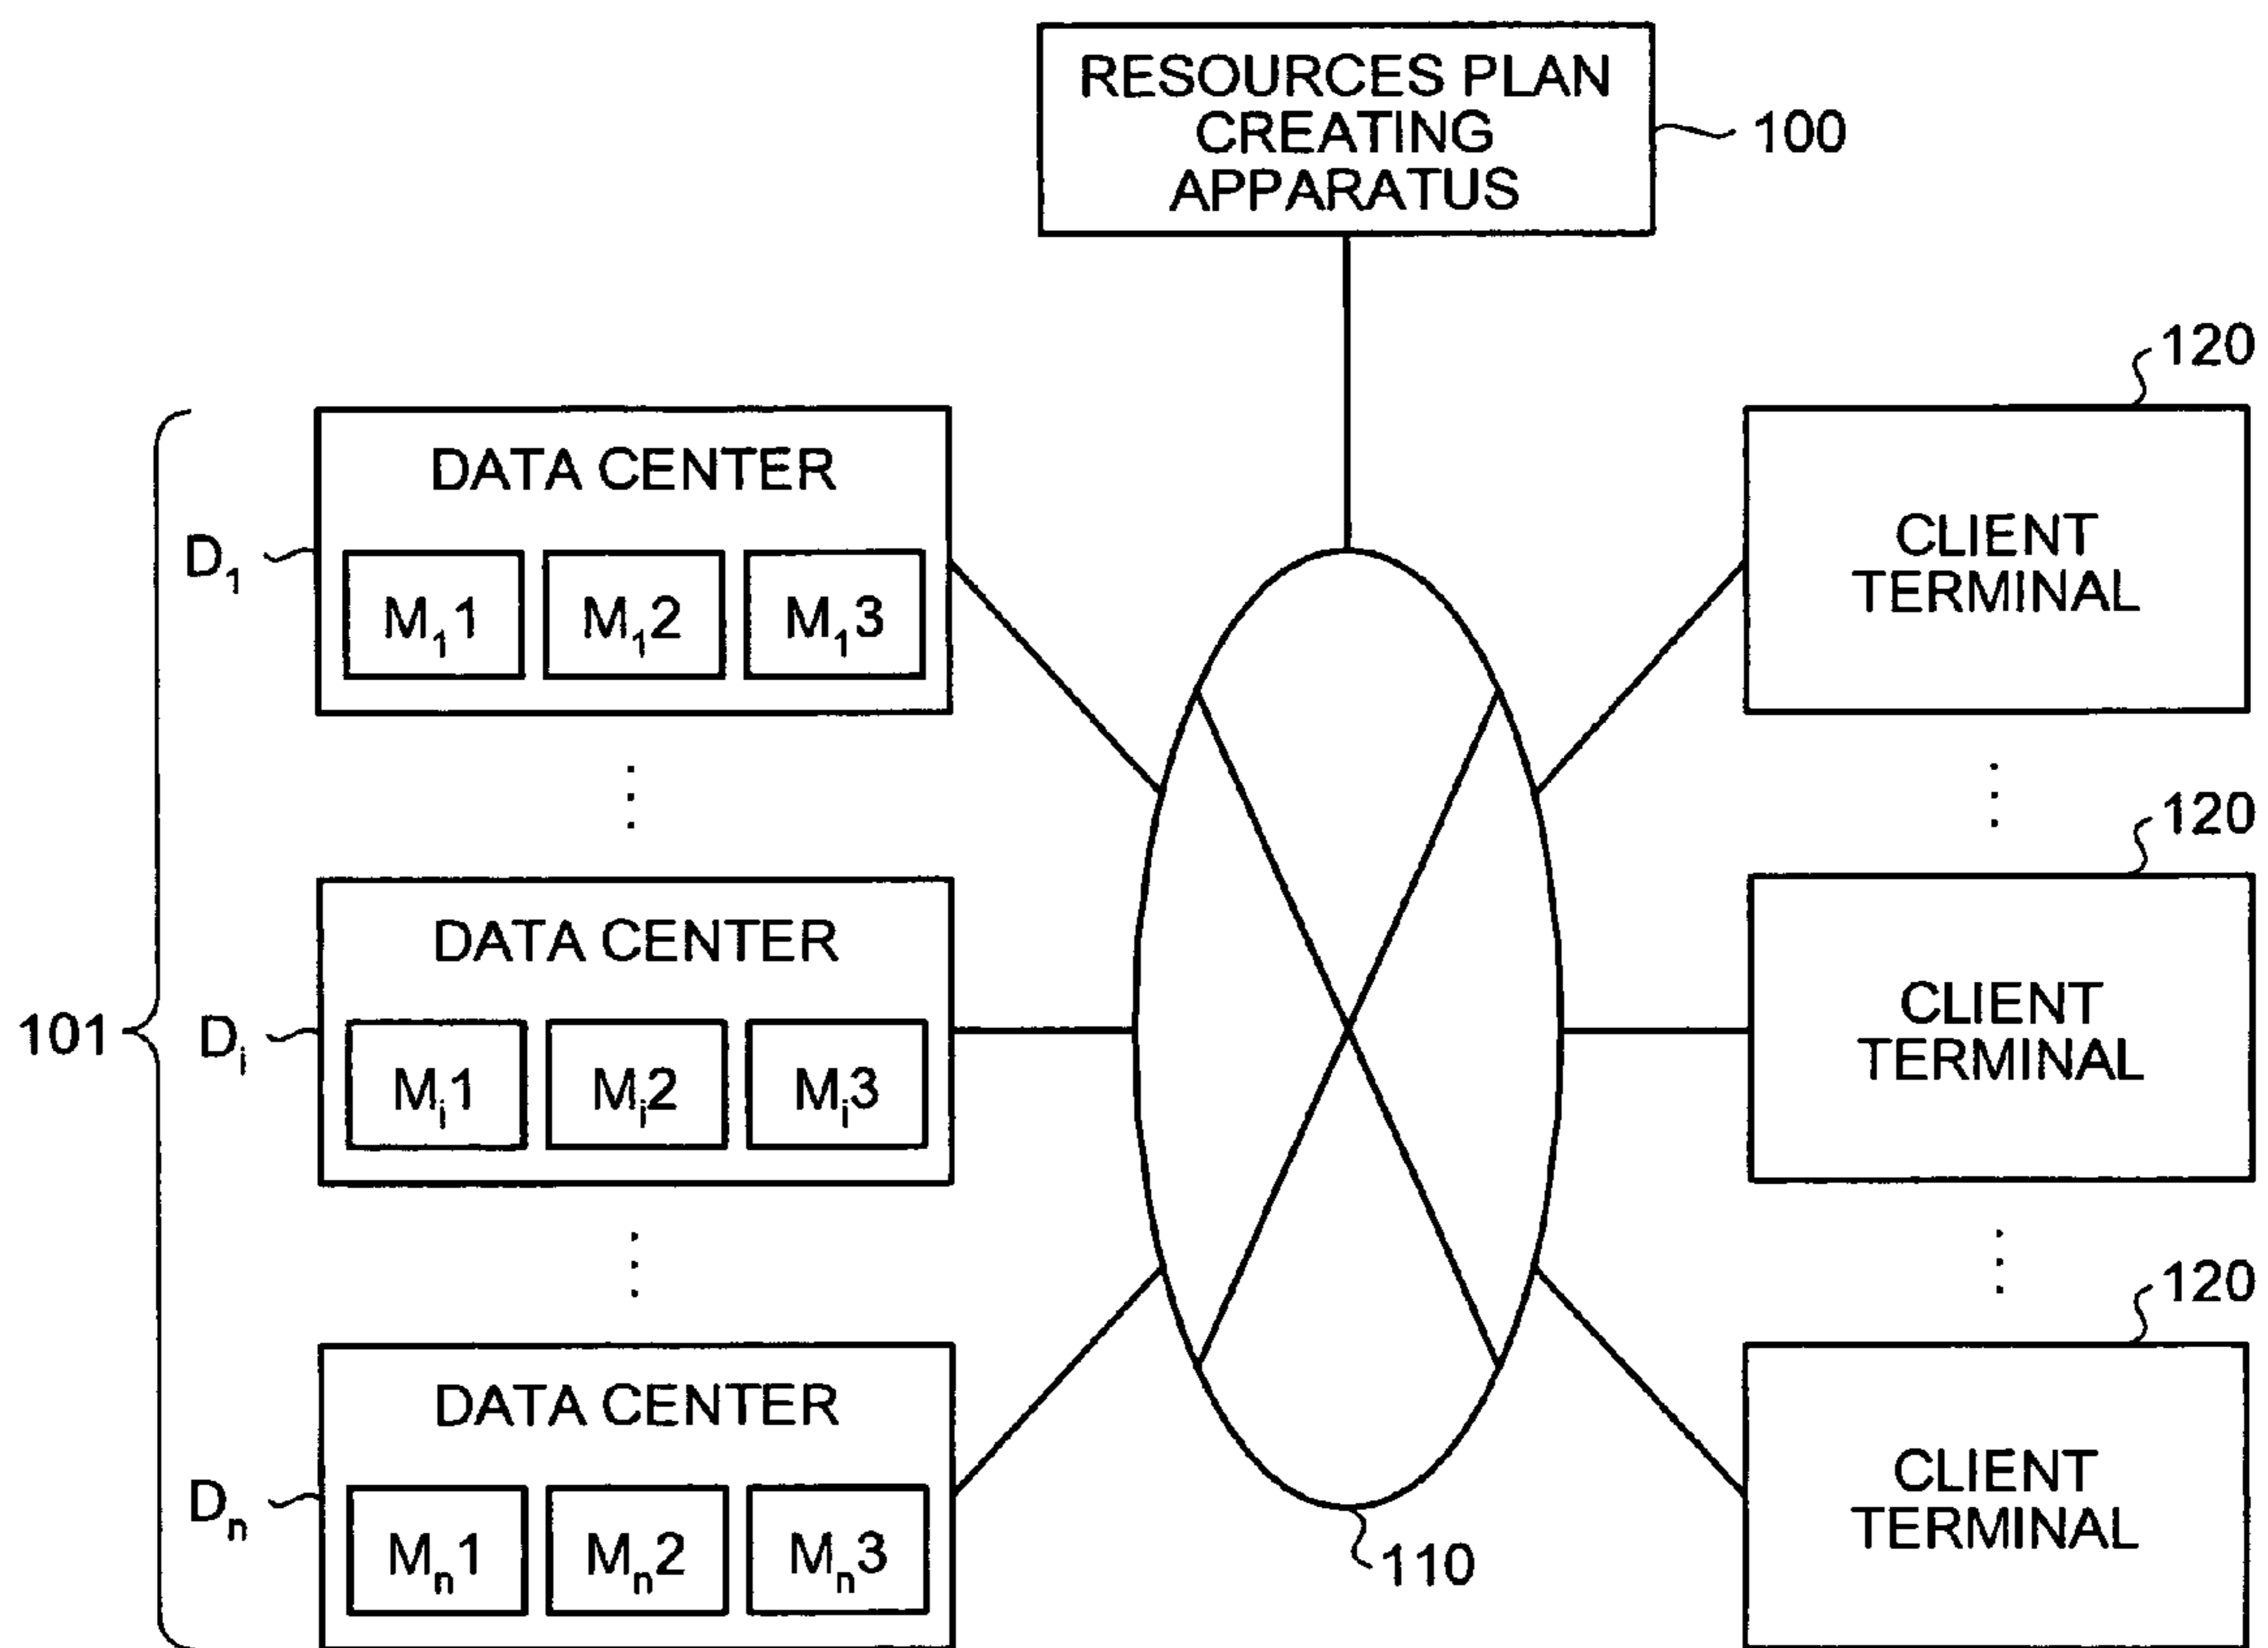 RESOURCES PLAN
CREATING
APPARATUS
100
120
DATA CENTER
D₁
M₁1 M₁2 M₁3
CLIENT
TERMINAL
120
101
DATA CENTER
Dᵢ
Mᵢ1 Mᵢ2 Mᵢ3
CLIENT
TERMINAL
120
DATA CENTER
Dₙ
Mₙ1 Mₙ2 Mₙ3
CLIENT
TERMINAL
110